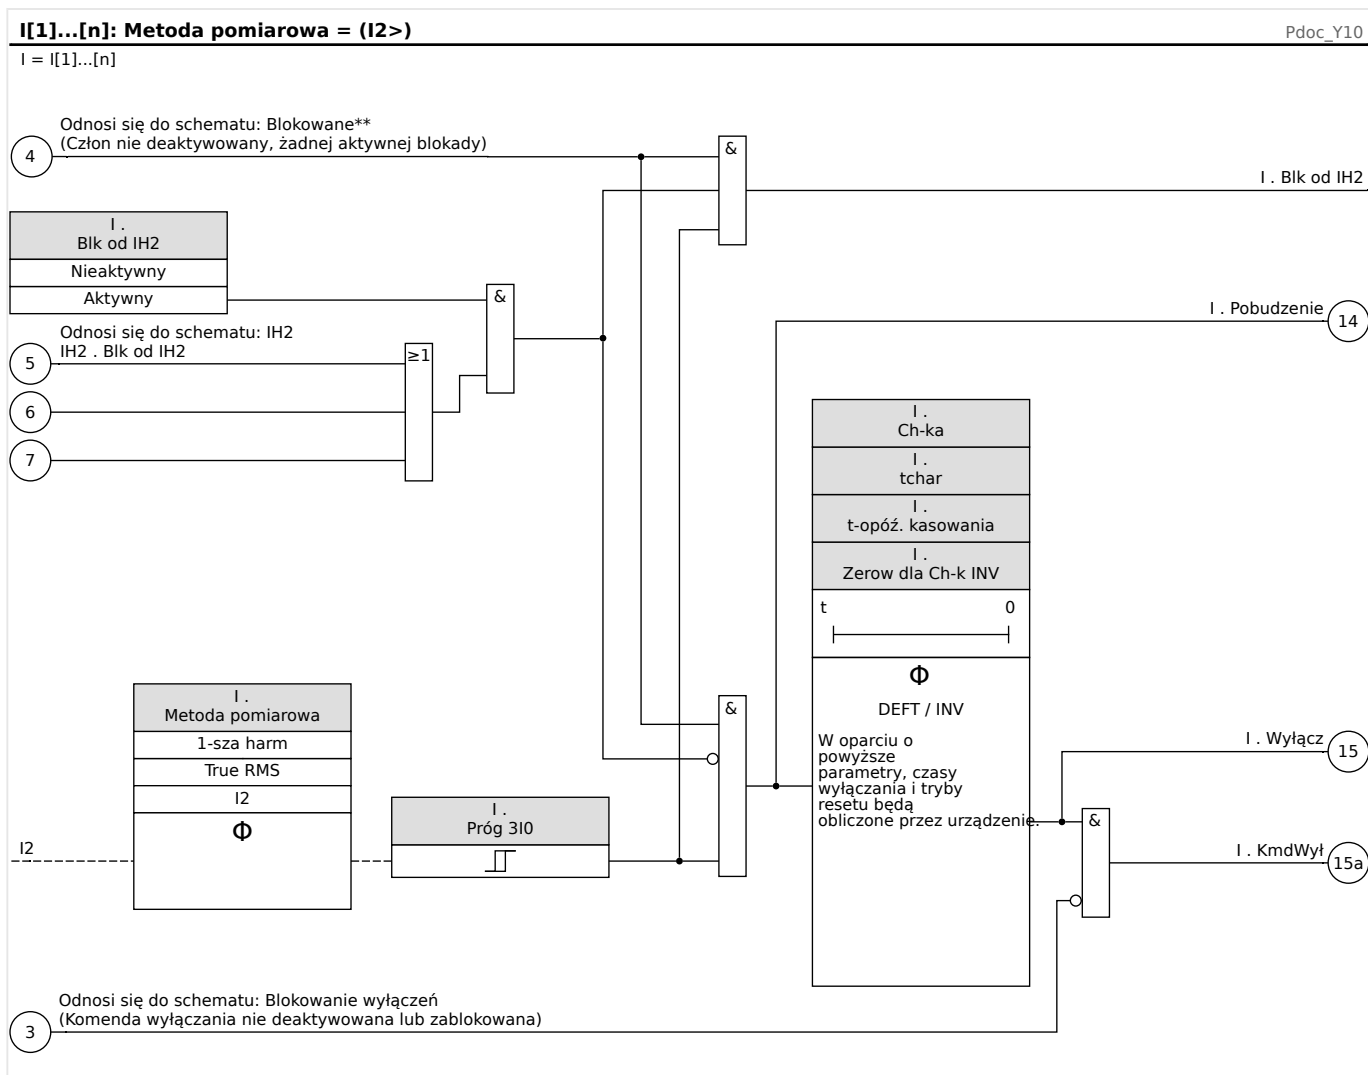 I[1]...[n]: Metoda pomiarowa = (I2>)
Pdoc_Y10
I = I[1]...[n]
Odnosi się do schematu: Blokowane**
(Człon nie deaktywowany, żadnej aktywnej blokady)
4
&
I . Blk od IH2
I .
Blk od IH2
Nieaktywny
Aktywny
&
Odnosi się do schematu: IH2
IH2 . Blk od IH2
5
≥1
6
7
I . Pobudzenie
14
I .
Ch-ka
I .
tchar
I .
t-opóź. kasowania
I .
Zerow dla Ch-k INV
t 0
Φ
DEFT / INV
W oparciu o
powyższe
parametry, czasy
wyłączania i tryby
resetu będą
obliczone przez urządzenie.
I .
Metoda pomiarowa
1-sza harm
True RMS
I2
Φ
I2
I .
Próg 3I0
&
I . Wyłącz
15
&
I . KmdWył
15a
Odnosi się do schematu: Blokowanie wyłączeń
(Komenda wyłączania nie deaktywowana lub zablokowana)
3